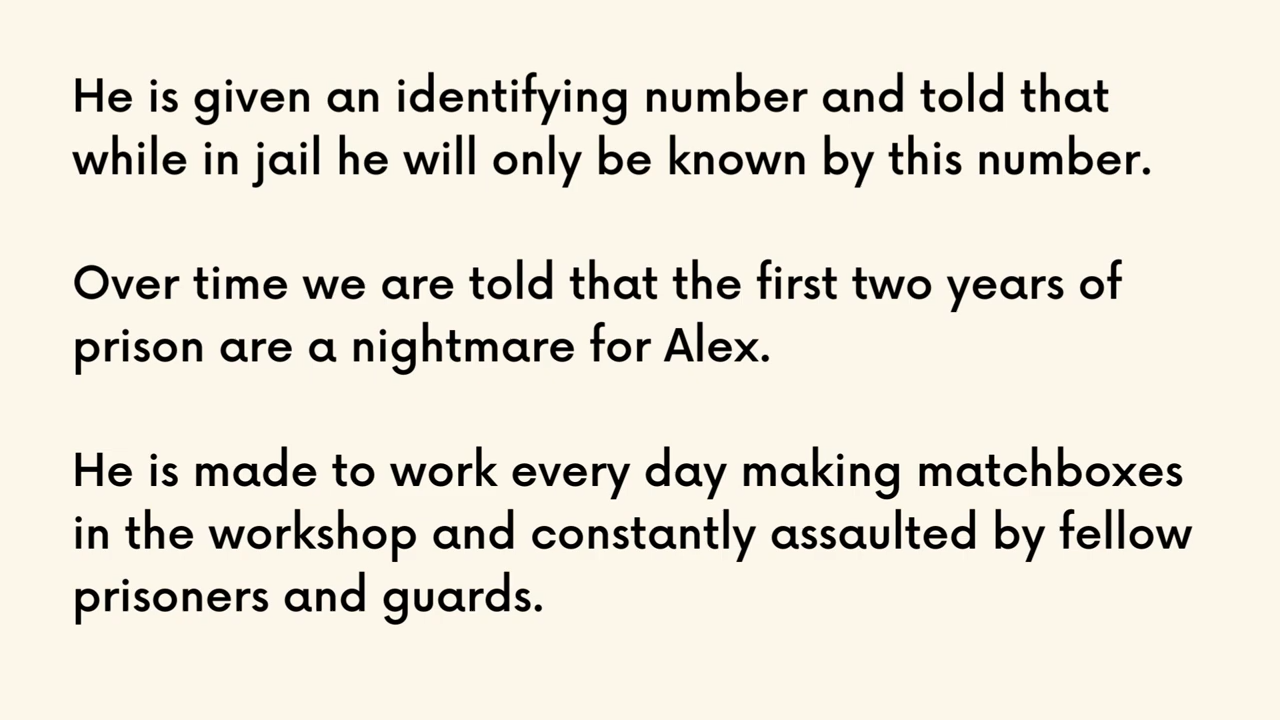 He is given an identifying number and told that
while in jail he will only be known by this number.
Over time we are told that the first two years of
prison are a nightmare for Alex.
He is made to work every day making matchboxes
in the workshop and constantly assaulted by fellow
prisoners and guards.